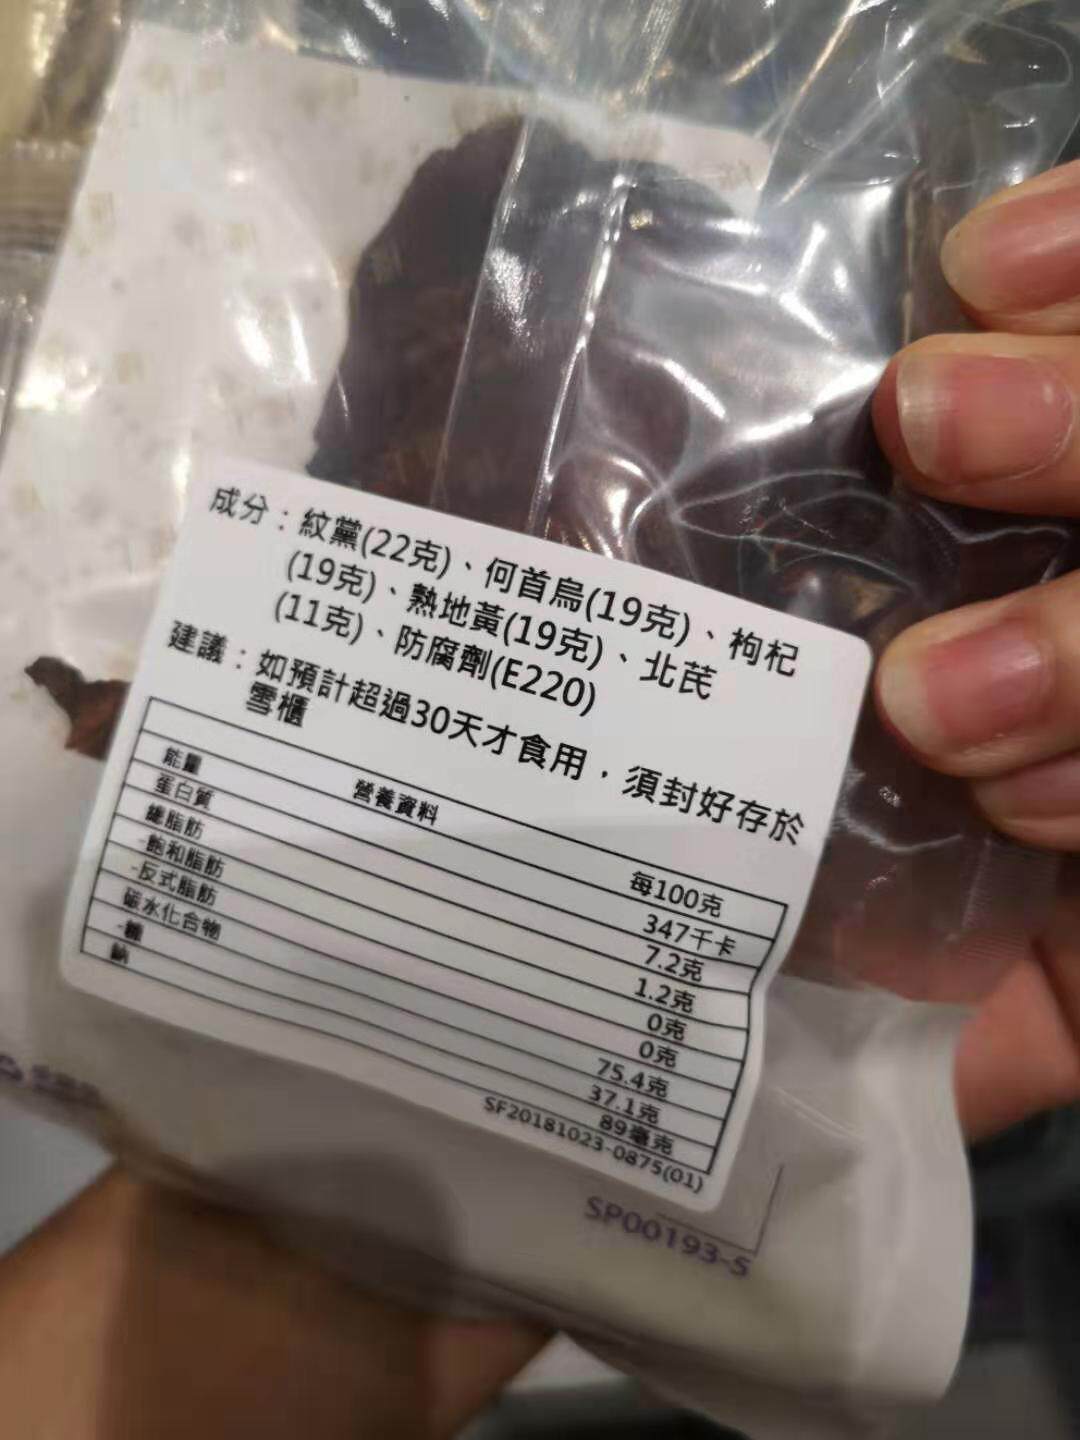 成分：紋黨(22克)、何首烏(19克)、枸杞
(19克)、熟地黃(19克)、北芪
(11克)、防腐劑(E220)
建議：如預計超過30天才食用，須封好存於
雪櫃
營養資料 每100克
能量 347千卡
蛋白質 7.2克
總脂肪 1.2克
-飽和脂肪 0克
-反式脂肪 0克
碳水化合物 75.4克
-糖 37.1克
鈉 89毫克
SF20181023-0875(01)
SP00193-S